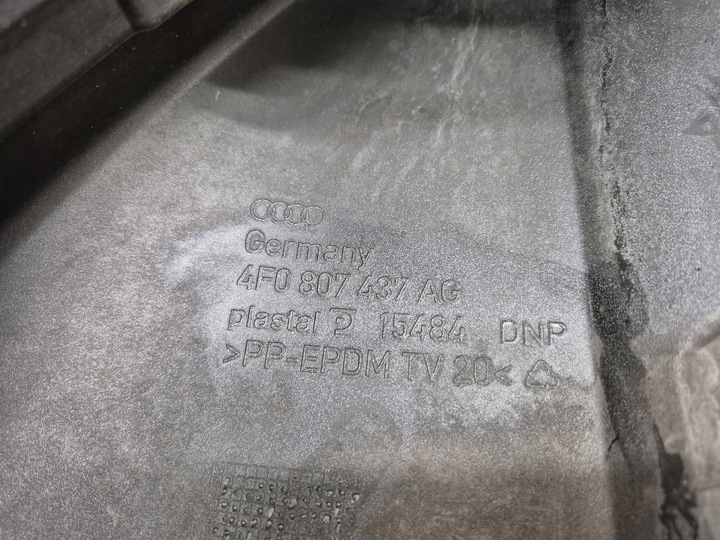 Germany
4F0 807 437 AG
plastal P 15484 DNP
>PP-EPDM TV 20<